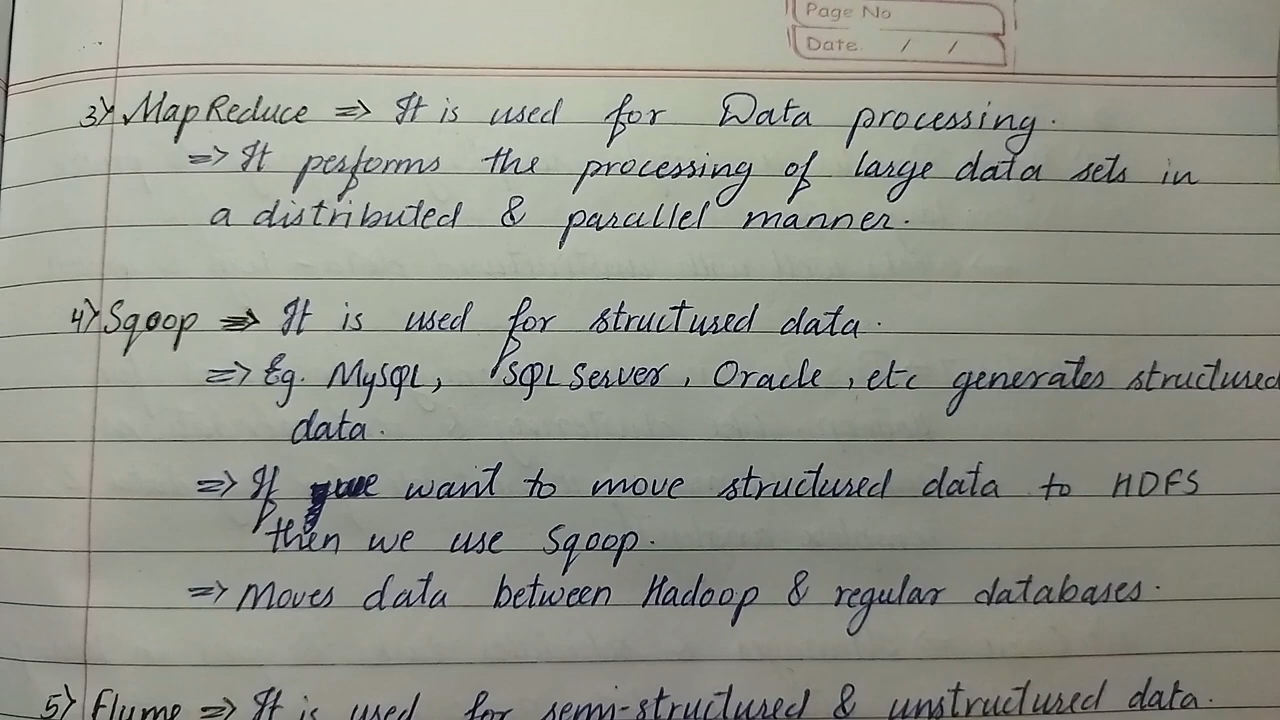 Page No
Date / /
3) MapReduce => It is used for Data processing.
=> It performs the processing of large data sets in
a distributed & parallel manner.
4) Sqoop => It is used for structured data.
=> Eg. MySQL, SQL Server, Oracle, etc generates structured
data.
=> If we want to move structured data to HDFS
then we use Sqoop.
=> Moves data between Hadoop & regular databases.
5) Flume => It is used for semi-structured & unstructured data.